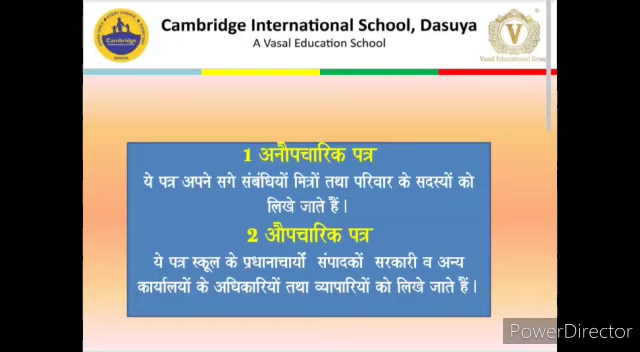 Cambridge International School, Dasuya
A Vasal Education School
Cambridge
V
Vasal Educational Group
1 अनौपचारिक पत्र
ये पत्र अपने सगे संबंधियों मित्रों तथा परिवार के सदस्यों को
लिखे जाते हैं।
2 औपचारिक पत्र
ये पत्र स्कूल के प्रधानाचार्यों संपादकों सरकारी व अन्य
कार्यालयों के अधिकारियों तथा व्यापारियों को लिखे जाते हैं।
PowerDirector